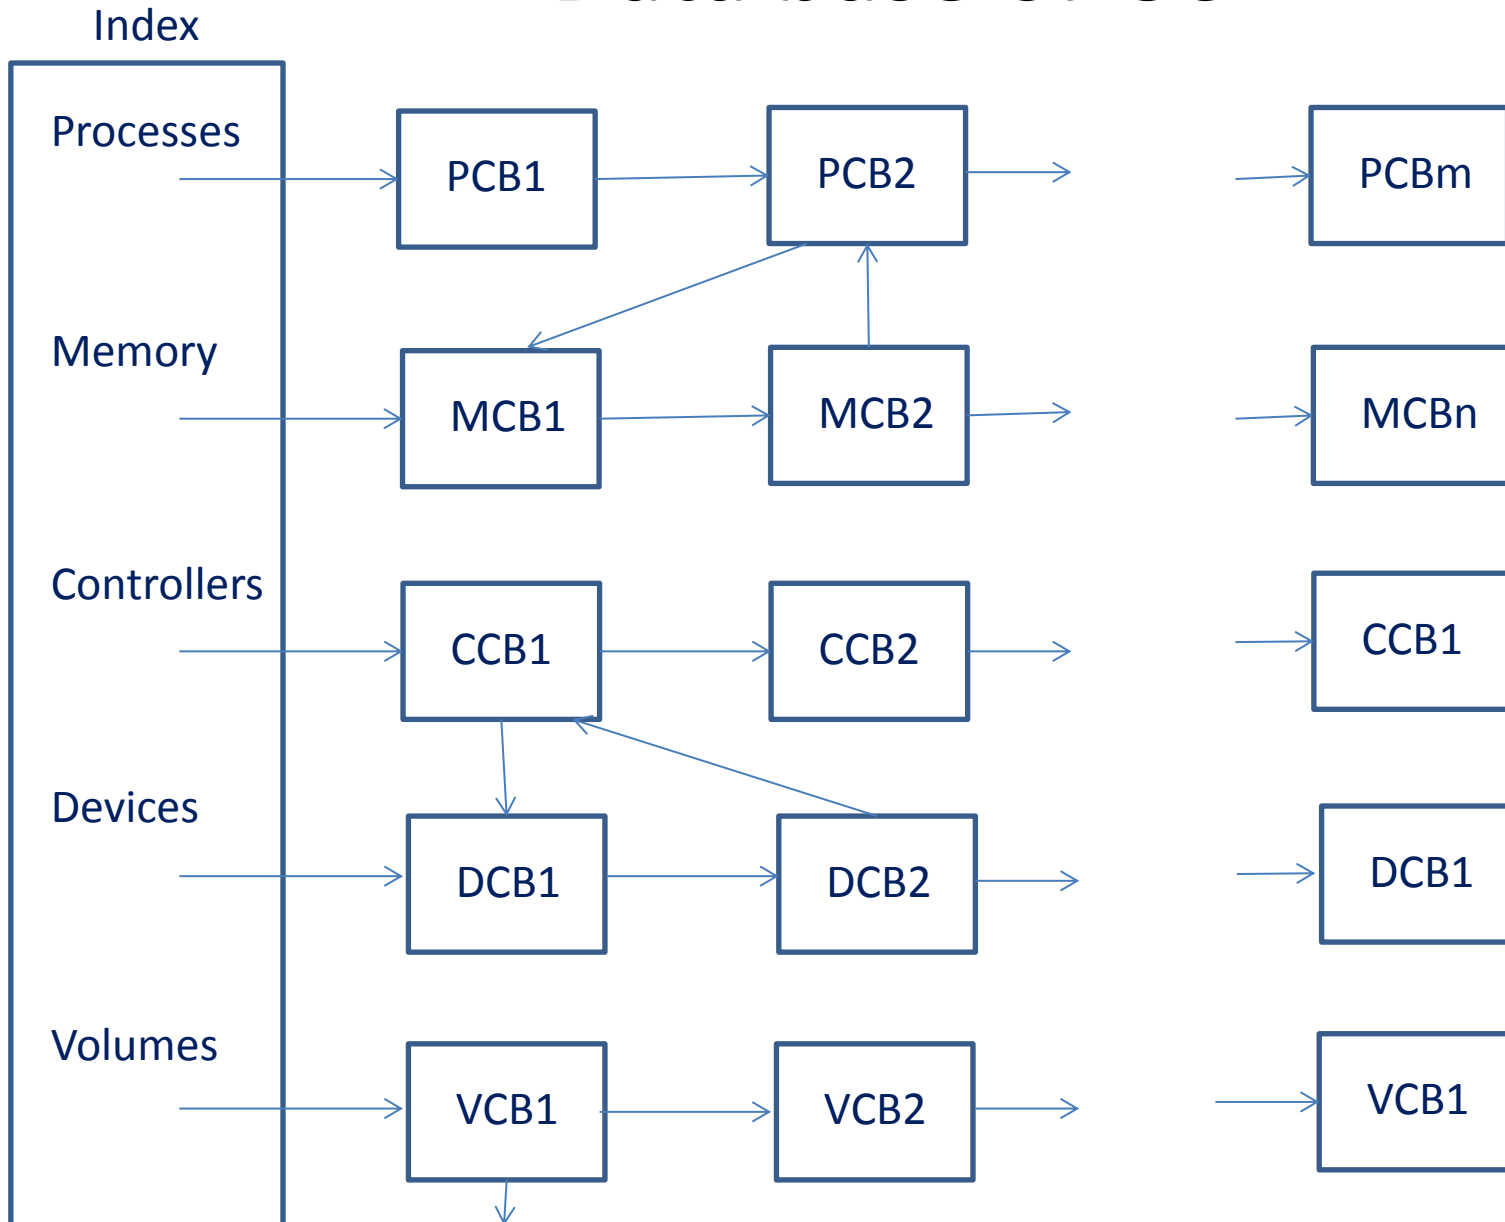 Index
Processes
PCB1
PCB2
PCBm
Memory
MCB1
MCB2
MCBn
Controllers
CCB1
CCB2
CCB1
Devices
DCB1
DCB2
DCB1
Volumes
VCB1
VCB2
VCB1